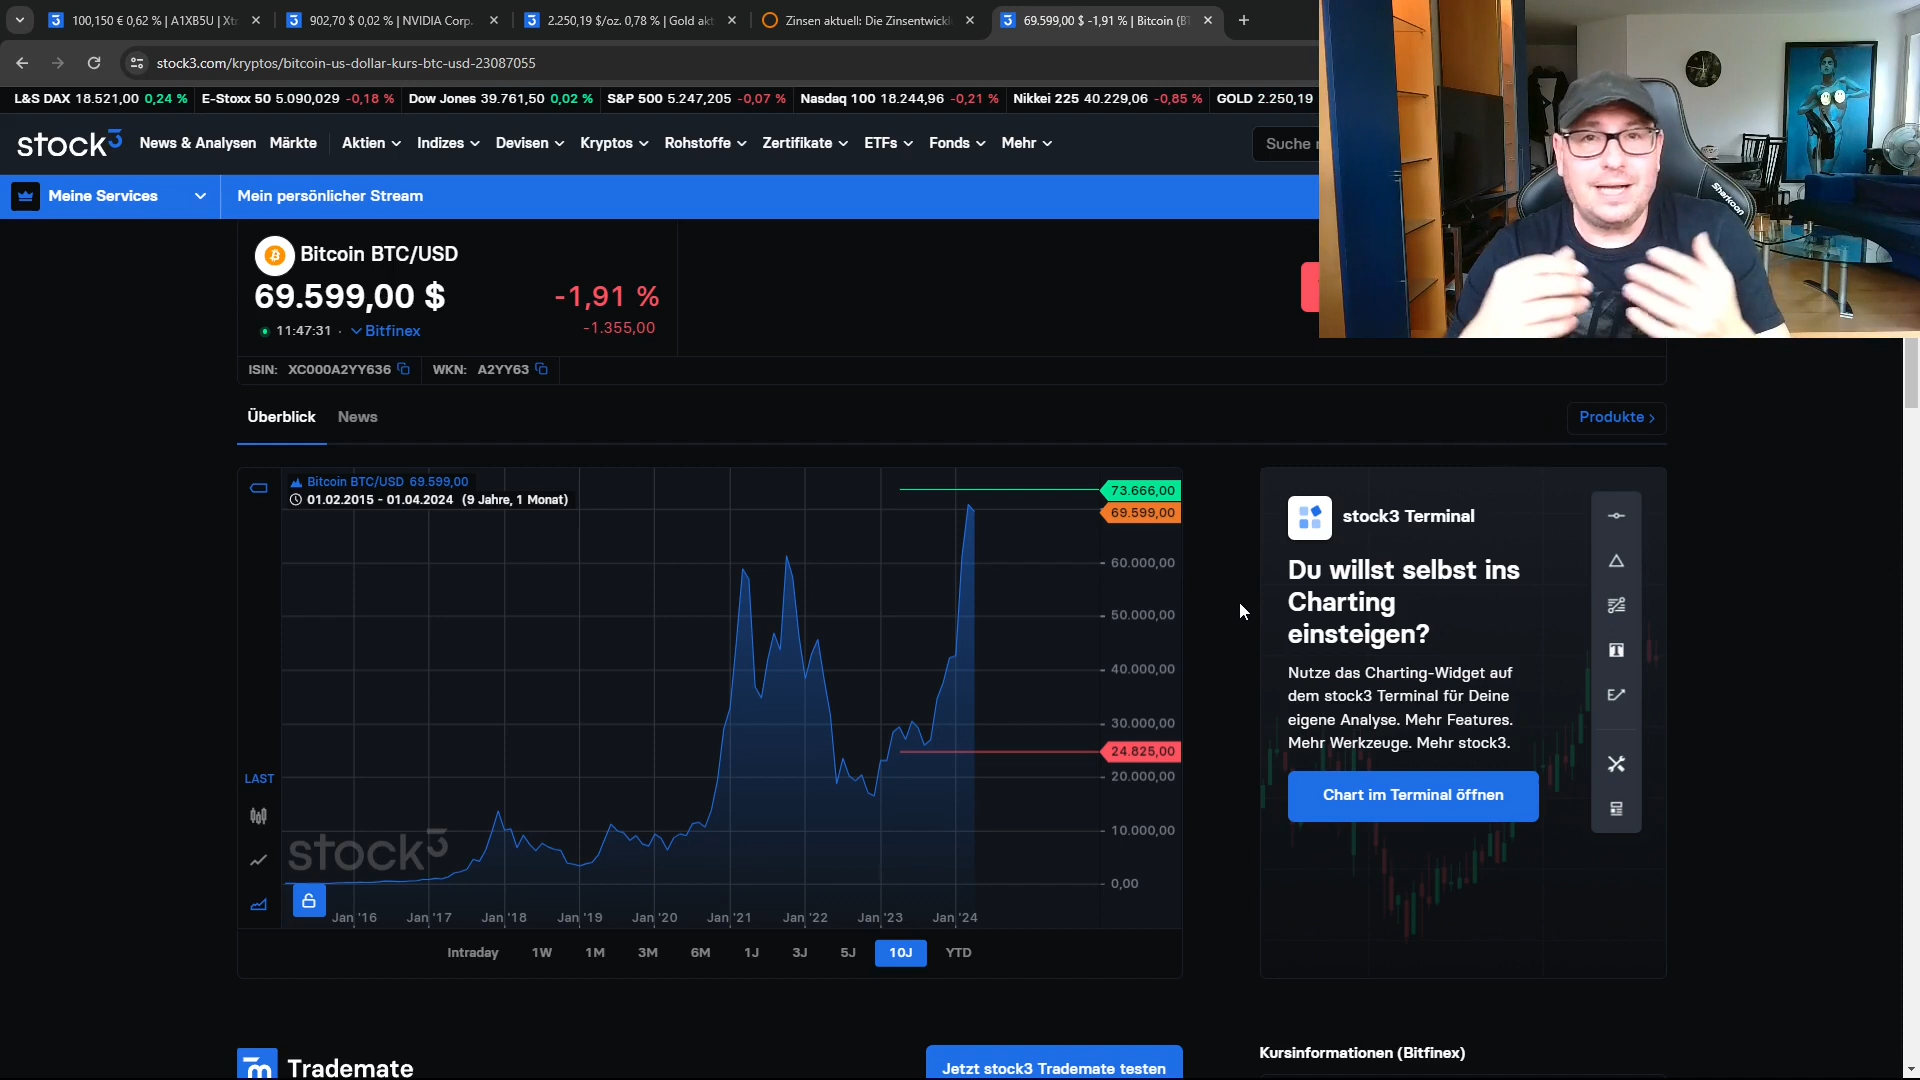 100,150 € 0,62 % | A1XB5U | Xtr
902,70 $ 0,02 % | NVIDIA Corp.
2.250,19 $/oz. 0,78 % | Gold akt
Zinsen aktuell: Die Zinsentwickl
69.599,00 $ -1,91 % | Bitcoin (BT
stock3.com/kryptos/bitcoin-us-dollar-kurs-btc-usd-23087055
L&S DAX 18.521,00 0,24 % E-Stoxx 50 5.090,029 -0,18 % Dow Jones 39.761,50 0,02 % S&P 500 5.247,205 -0,07 % Nasdaq 100 18.244,96 -0,21 % Nikkei 225 40.229,06 -0,85 % GOLD 2.250,19
stock3 News & Analysen Märkte Aktien Indizes Devisen Kryptos Rohstoffe Zertifikate ETFs Fonds Mehr Suche
Meine Services Mein persönlicher Stream
Sharkoon
Bitcoin BTC/USD
69.599,00 $ -1,91 %
11:47:31 · Bitfinex -1.355,00
ISIN: XC000A2YY636 WKN: A2YY63
Überblick News Produkte
Bitcoin BTC/USD 69.599,00
01.02.2015 - 01.04.2024 (9 Jahre, 1 Monat)
73.666,00
69.599,00
60.000,00
50.000,00
40.000,00
30.000,00
24.825,00
20.000,00
10.000,00
0,00
LAST
stock3
Jan '16 Jan '17 Jan '18 Jan '19 Jan '20 Jan '21 Jan '22 Jan '23 Jan '24
Intraday 1W 1M 3M 6M 1J 3J 5J 10J YTD
stock3 Terminal
Du willst selbst ins
Charting
einsteigen?
Nutze das Charting-Widget auf
dem stock3 Terminal für Deine
eigene Analyse. Mehr Features.
Mehr Werkzeuge. Mehr stock3.
Chart im Terminal öffnen
Trademate
Jetzt stock3 Trademate testen
Kursinformationen (Bitfinex)